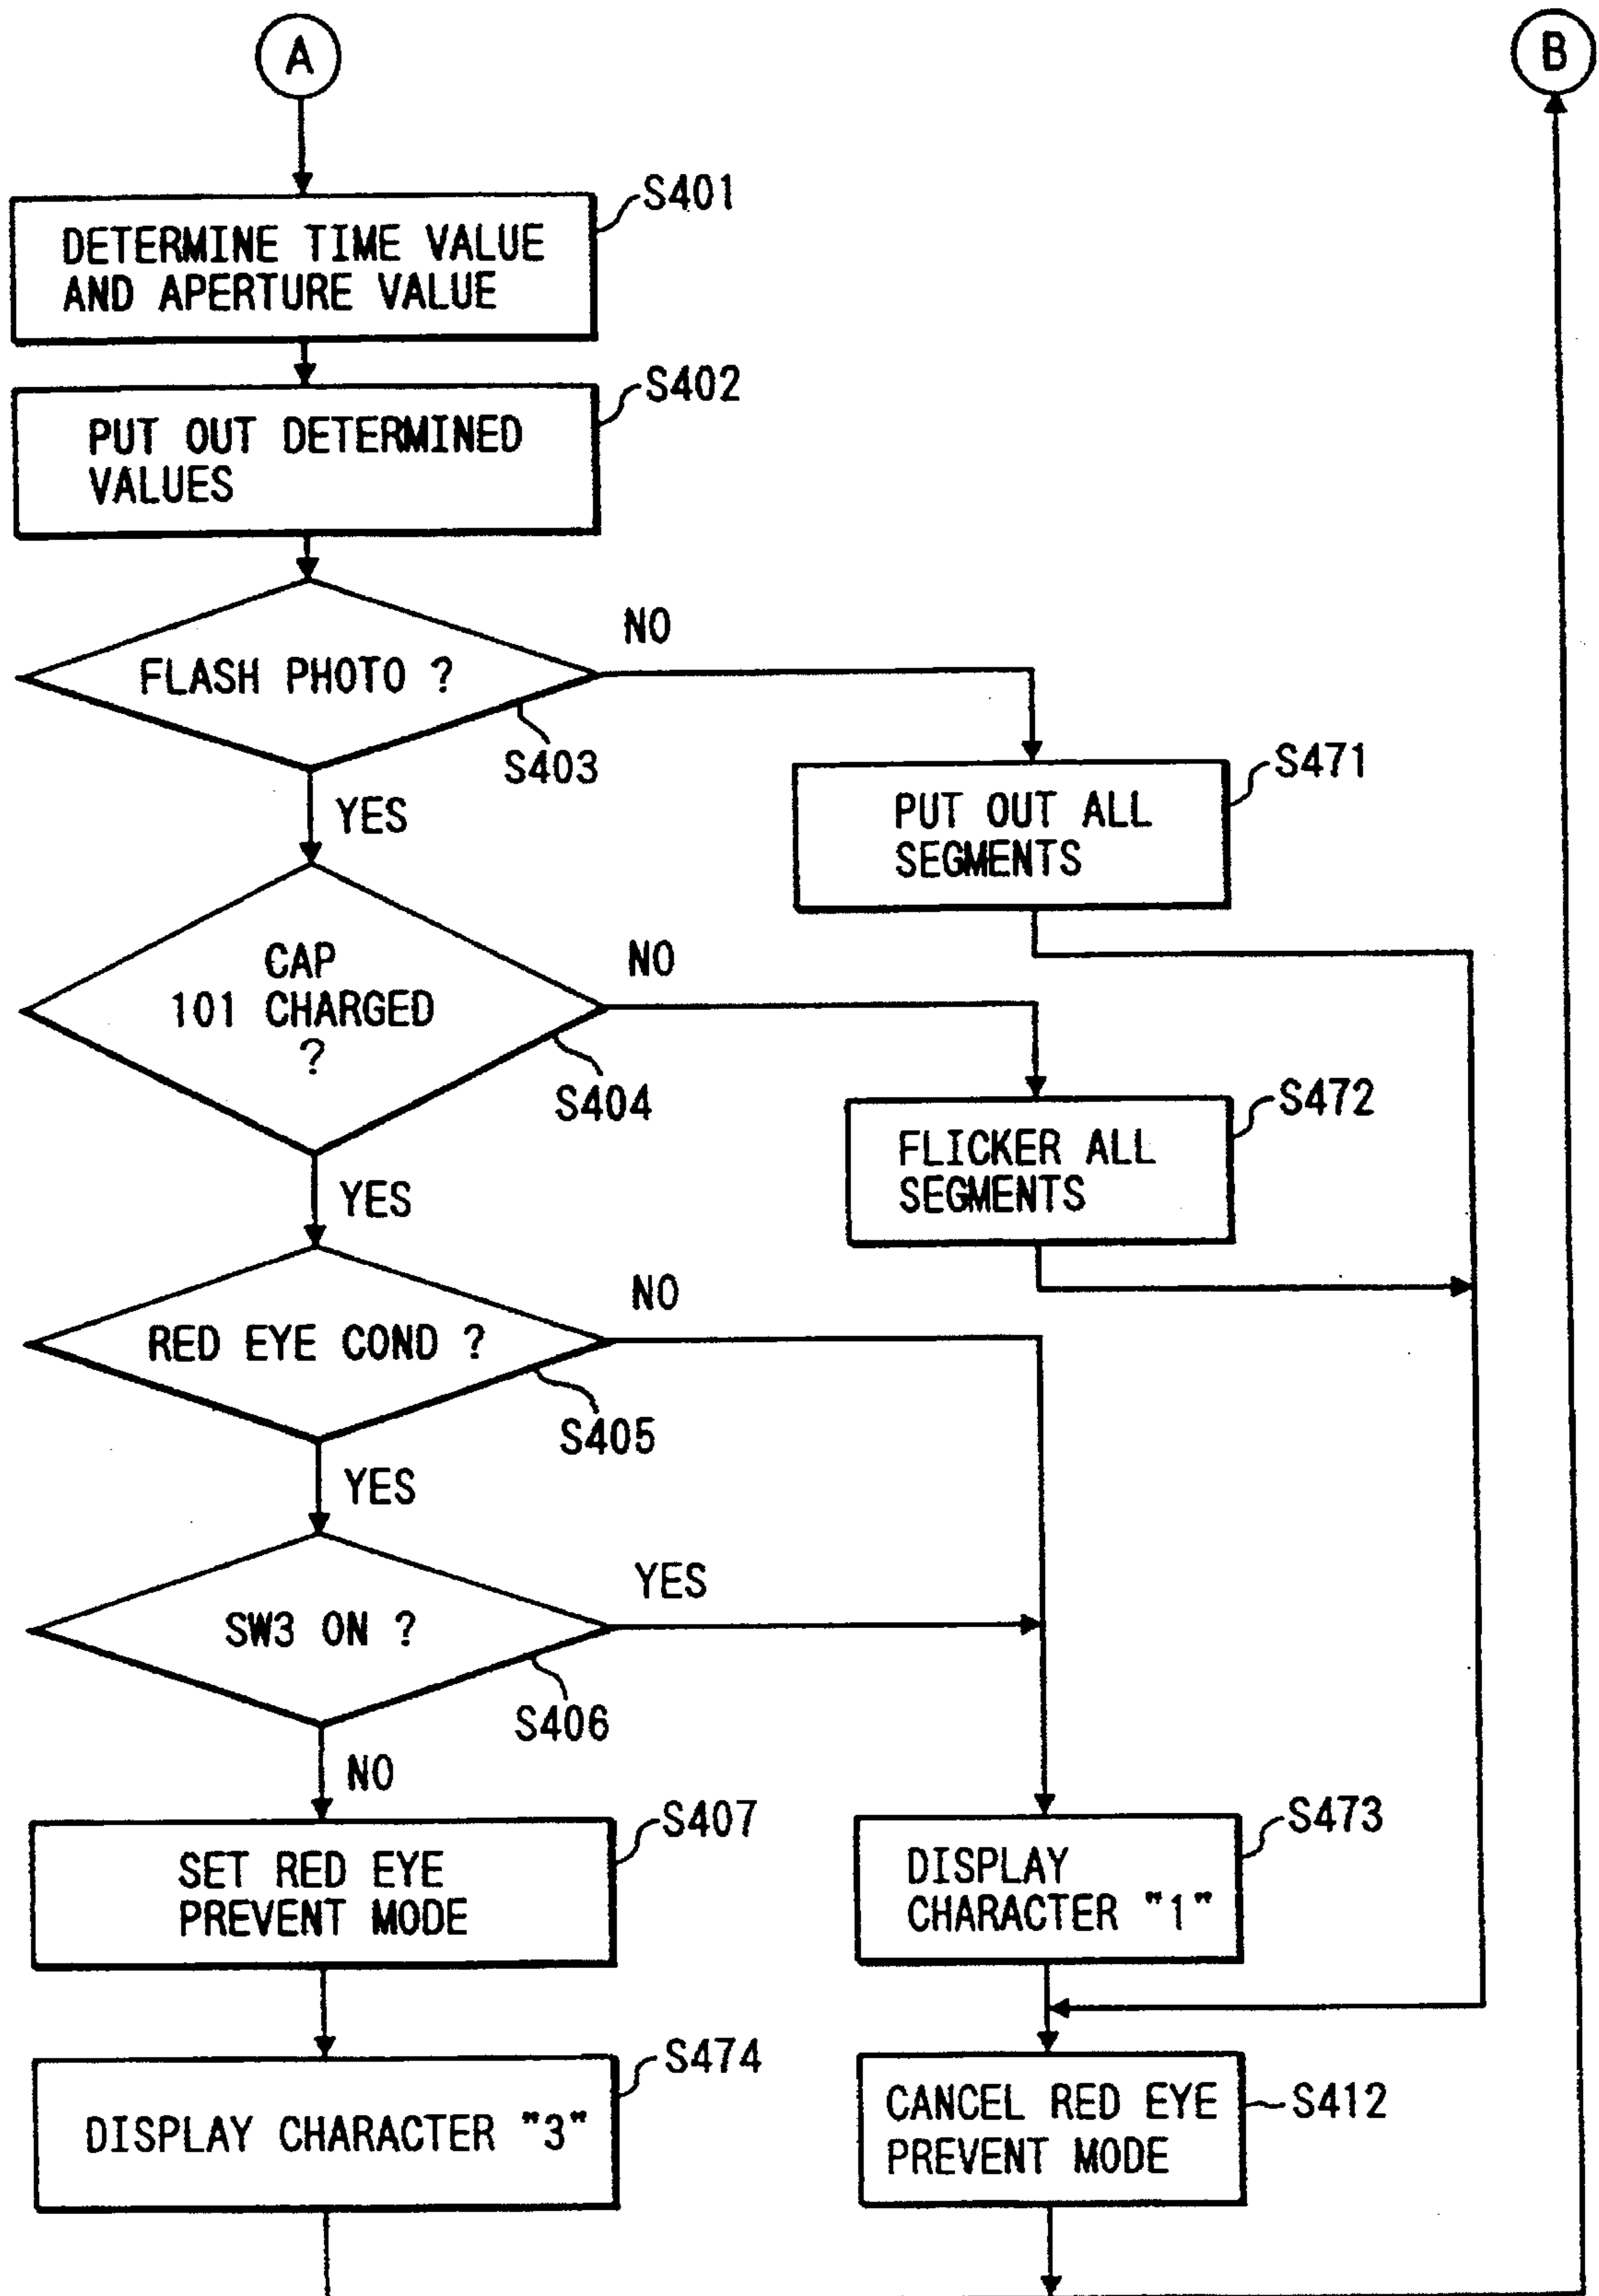 A
B
S401
DETERMINE TIME VALUE
AND APERTURE VALUE
S402
PUT OUT DETERMINED
VALUES
NO
FLASH PHOTO ?
S403
YES
S471
PUT OUT ALL
SEGMENTS
CAP
101 CHARGED
?
NO
S404
YES
S472
FLICKER ALL
SEGMENTS
NO
RED EYE COND ?
S405
YES
YES
SW3 ON ?
S406
NO
S407
SET RED EYE
PREVENT MODE
S473
DISPLAY
CHARACTER "1"
S474
DISPLAY CHARACTER "3"
S412
CANCEL RED EYE
PREVENT MODE